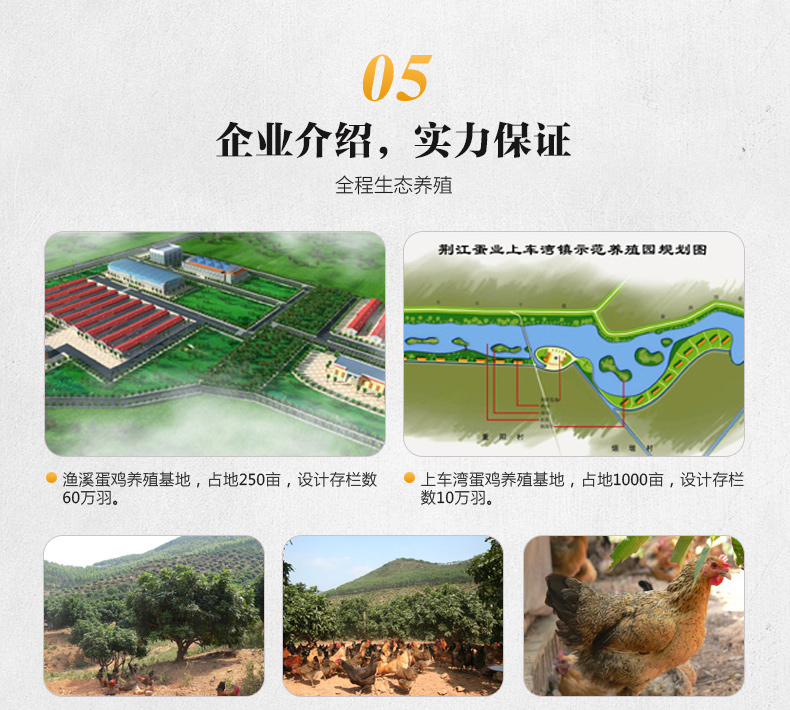 05
企业介绍，实力保证
全程生态养殖
荆江蛋业上车湾镇示范养殖园规划图
渔溪蛋鸡养殖基地，占地250亩，设计存栏数
60万羽。
上车湾蛋鸡养殖基地，占地1000亩，设计存栏
数10万羽。